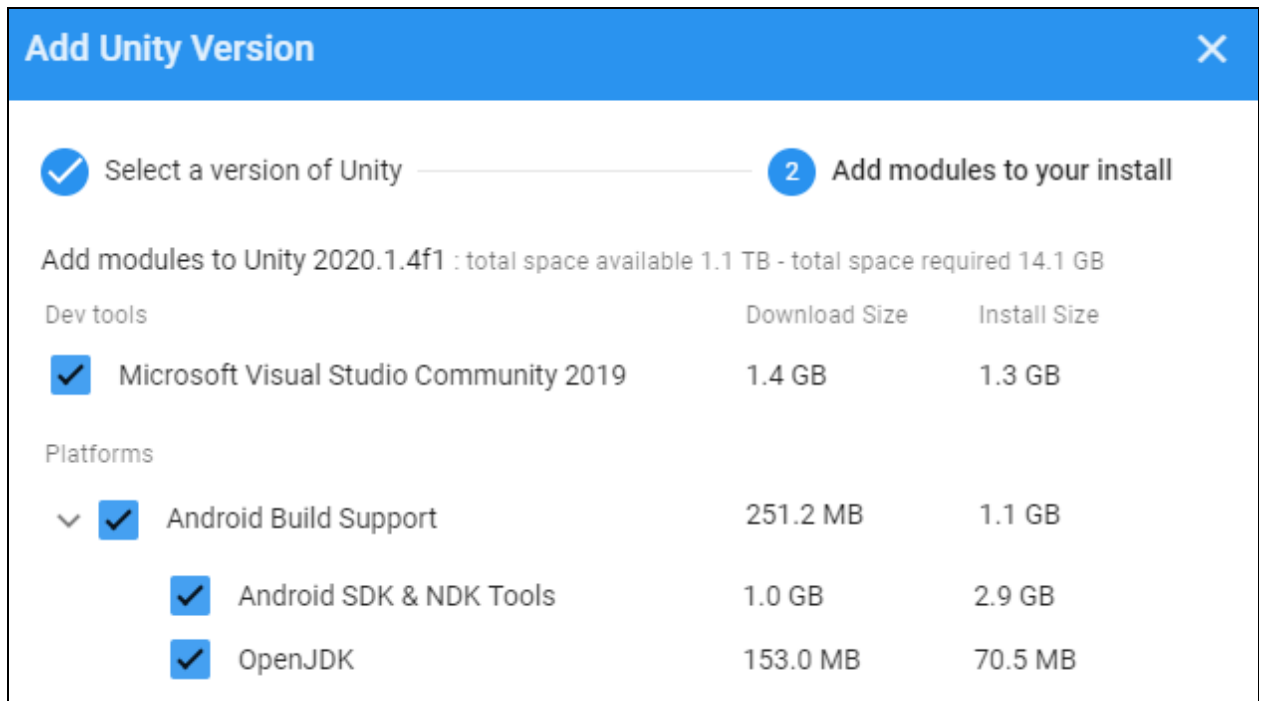 Add Unity Version
Select a version of Unity
2 Add modules to your install
Add modules to Unity 2020.1.4f1 : total space available 1.1 TB - total space required 14.1 GB
Dev tools Download Size Install Size
Microsoft Visual Studio Community 2019 1.4 GB 1.3 GB
Platforms
Android Build Support 251.2 MB 1.1 GB
Android SDK & NDK Tools 1.0 GB 2.9 GB
OpenJDK 153.0 MB 70.5 MB